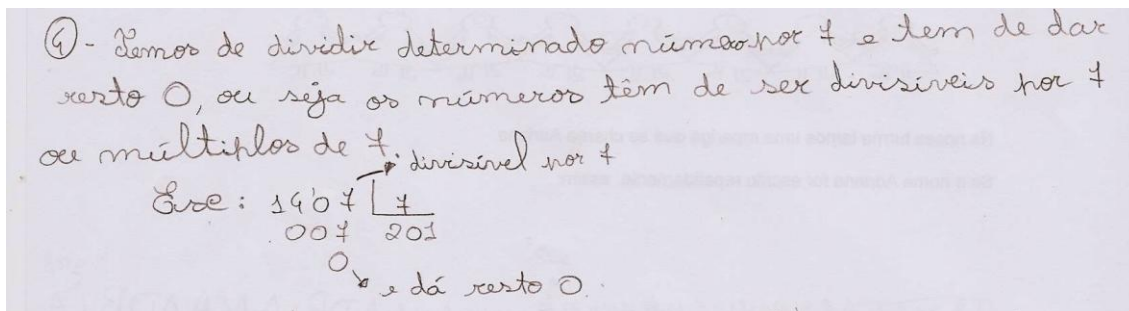 ④- Temos de dividir determinado número por 7 e tem de dar
resto 0, ou seja os números têm de ser divisíveis por 7
ou múltiplos de 7. divisível por 7
Exe: 1407 7
007 201
0 e dá resto 0.